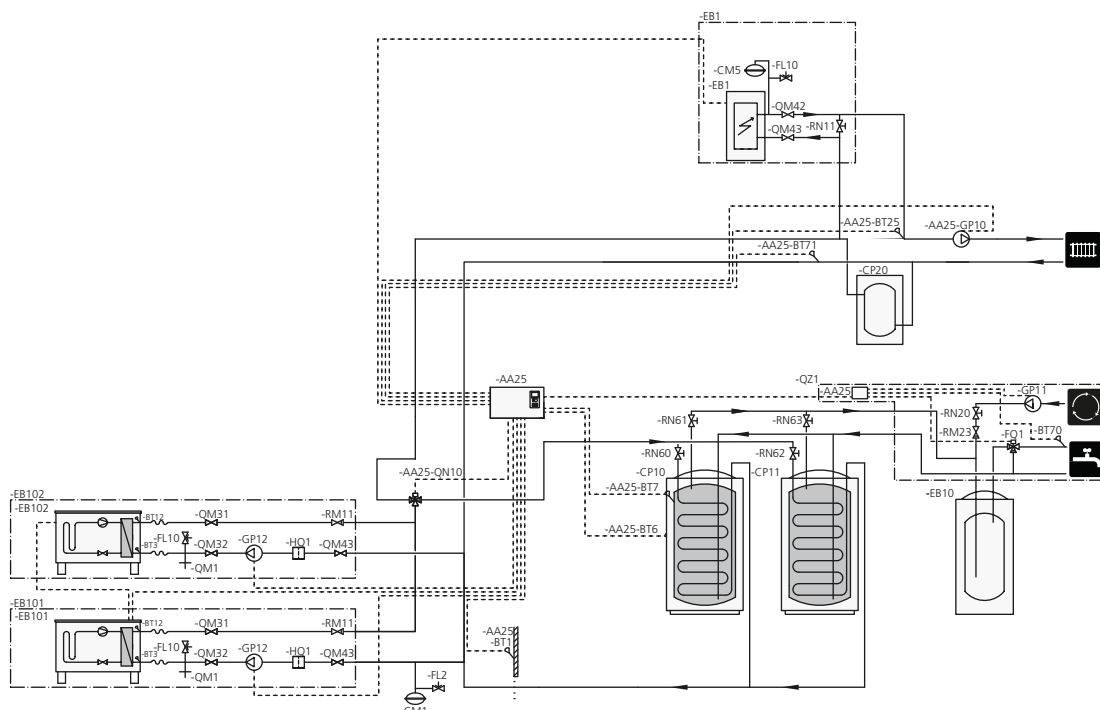 -EB1
-CM5
-FL10
-EB1
-QM42
-QM43
-RN11
-AA25-BT25
-AA25-GP10
-AA25-BT71
-CP20
-AA25
-QZ1
-AA25
-GP11
-RN61
-RN63
-RN20
-RM23
-FQ1
-BT70
-RN60
-RN62
-CP10
-CP11
-AA25-QN10
-AA25-BT7
-AA25-BT6
-EB10
-EB102
-EB102
-BT12
-QM31
-RM11
-FL10
-BT3
-QM32
-GP12
-HQ1
-QM43
-QM1
-EB101
-EB101
-BT12
-QM31
-RM11
-FL10
-BT3
-QM32
-GP12
-HQ1
-QM43
-QM1
-AA25
-BT1
-FL2
-CM1